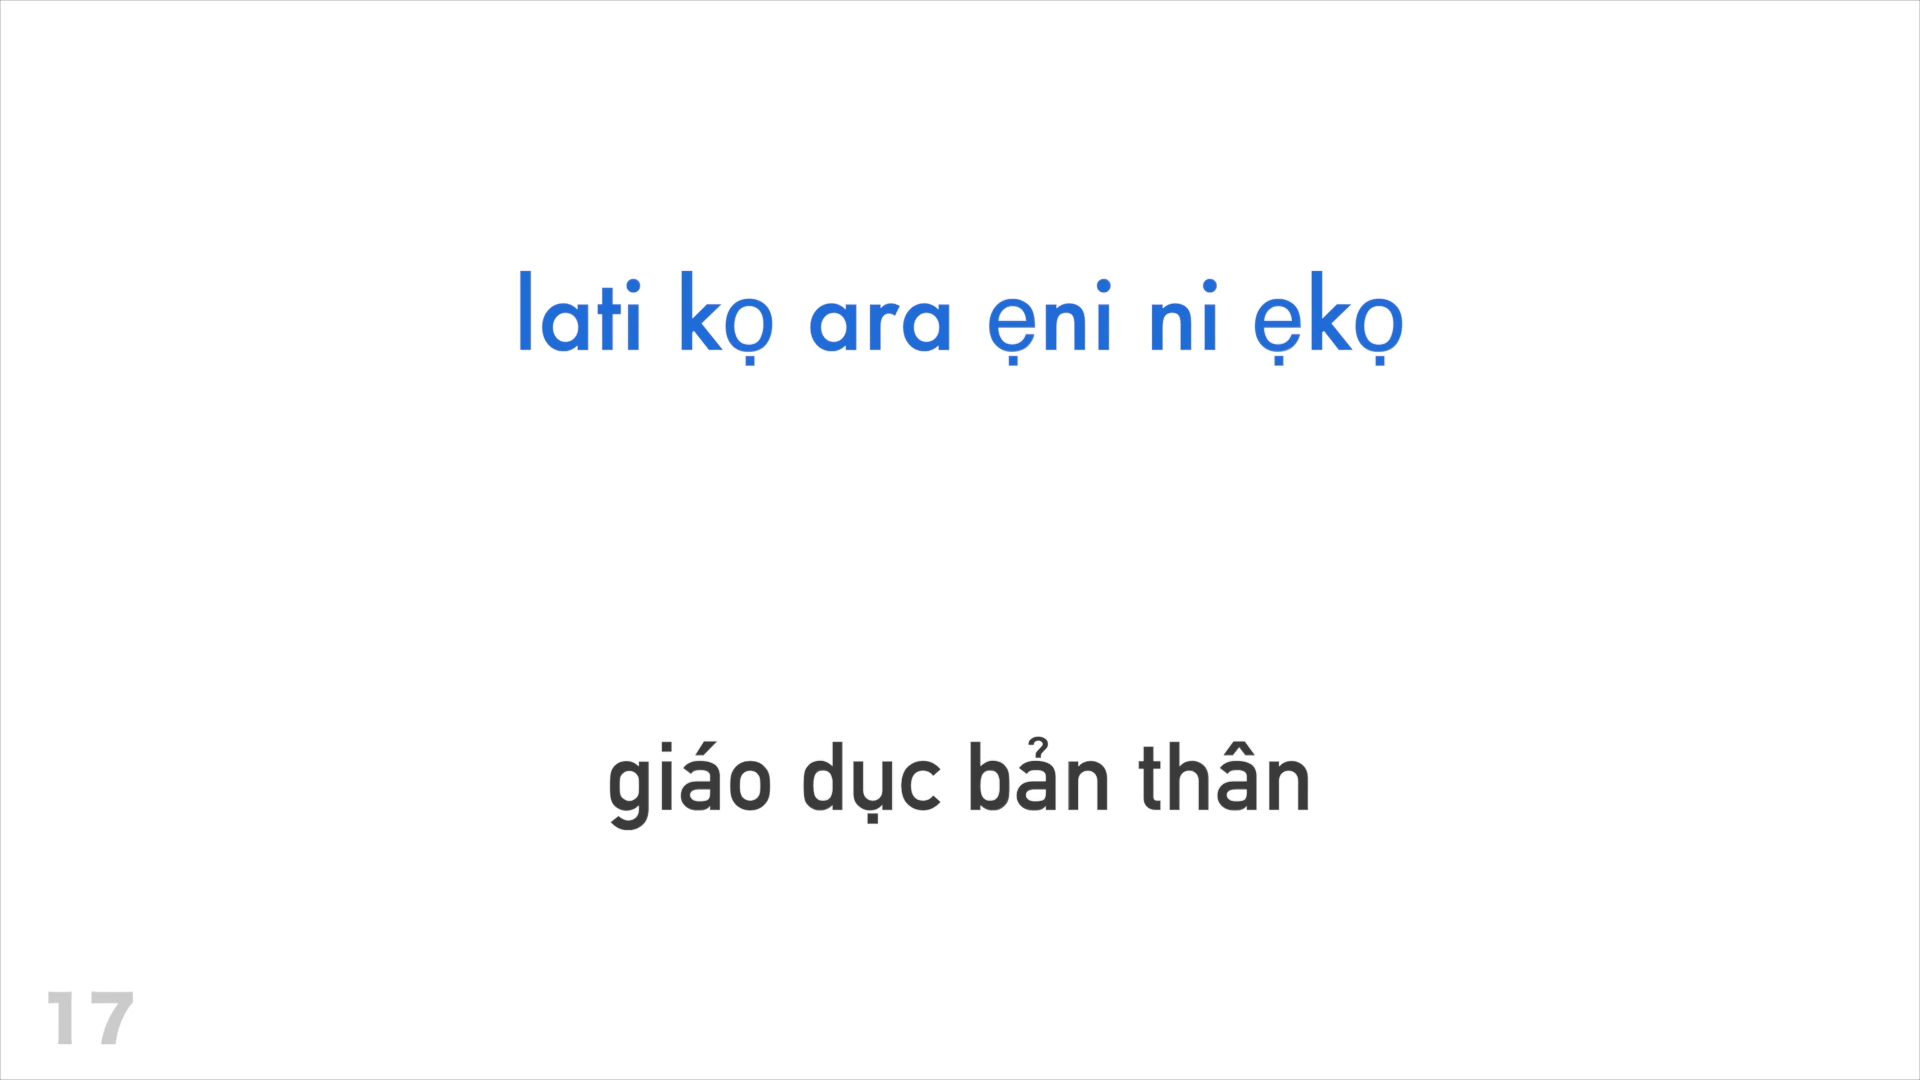 lati kọ ara ẹni ni ẹkọ
giáo dục bản thân
17